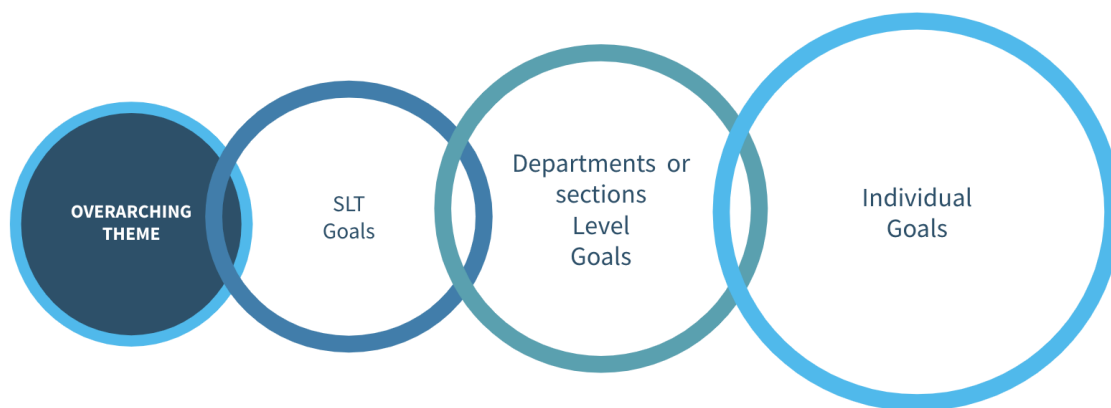 OVERARCHING
THEME
SLT
Goals
Departments or
sections
Level
Goals
Individual
Goals